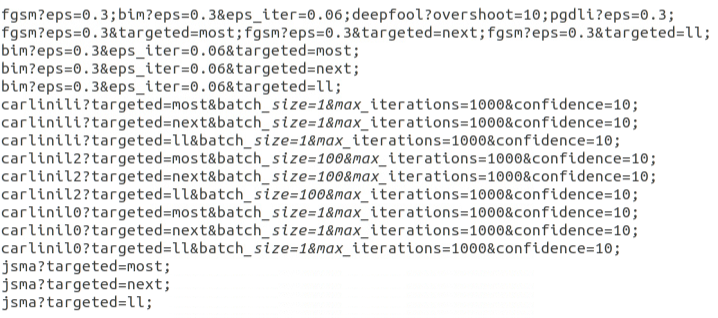 fgsm?eps=0.3;bim?eps=0.3&eps_iter=0.06;deepfool?overshoot=10;pgdli?eps=0.3;
fgsm?eps=0.3&targeted=most;fgsm?eps=0.3&targeted=next;fgsm?eps=0.3&targeted=ll;
bim?eps=0.3&eps_iter=0.06&targeted=most;
bim?eps=0.3&eps_iter=0.06&targeted=next;
bim?eps=0.3&eps_iter=0.06&targeted=ll;
carlinili?targeted=most&batch_size=1&max_iterations=1000&confidence=10;
carlinili?targeted=next&batch_size=1&max_iterations=1000&confidence=10;
carlinili?targeted=ll&batch_size=1&max_iterations=1000&confidence=10;
carlinil2?targeted=most&batch_size=100&max_iterations=1000&confidence=10;
carlinil2?targeted=next&batch_size=100&max_iterations=1000&confidence=10;
carlinil2?targeted=ll&batch_size=100&max_iterations=1000&confidence=10;
carlinil0?targeted=most&batch_size=1&max_iterations=1000&confidence=10;
carlinil0?targeted=next&batch_size=1&max_iterations=1000&confidence=10;
carlinil0?targeted=ll&batch_size=1&max_iterations=1000&confidence=10;
jsma?targeted=most;
jsma?targeted=next;
jsma?targeted=ll;